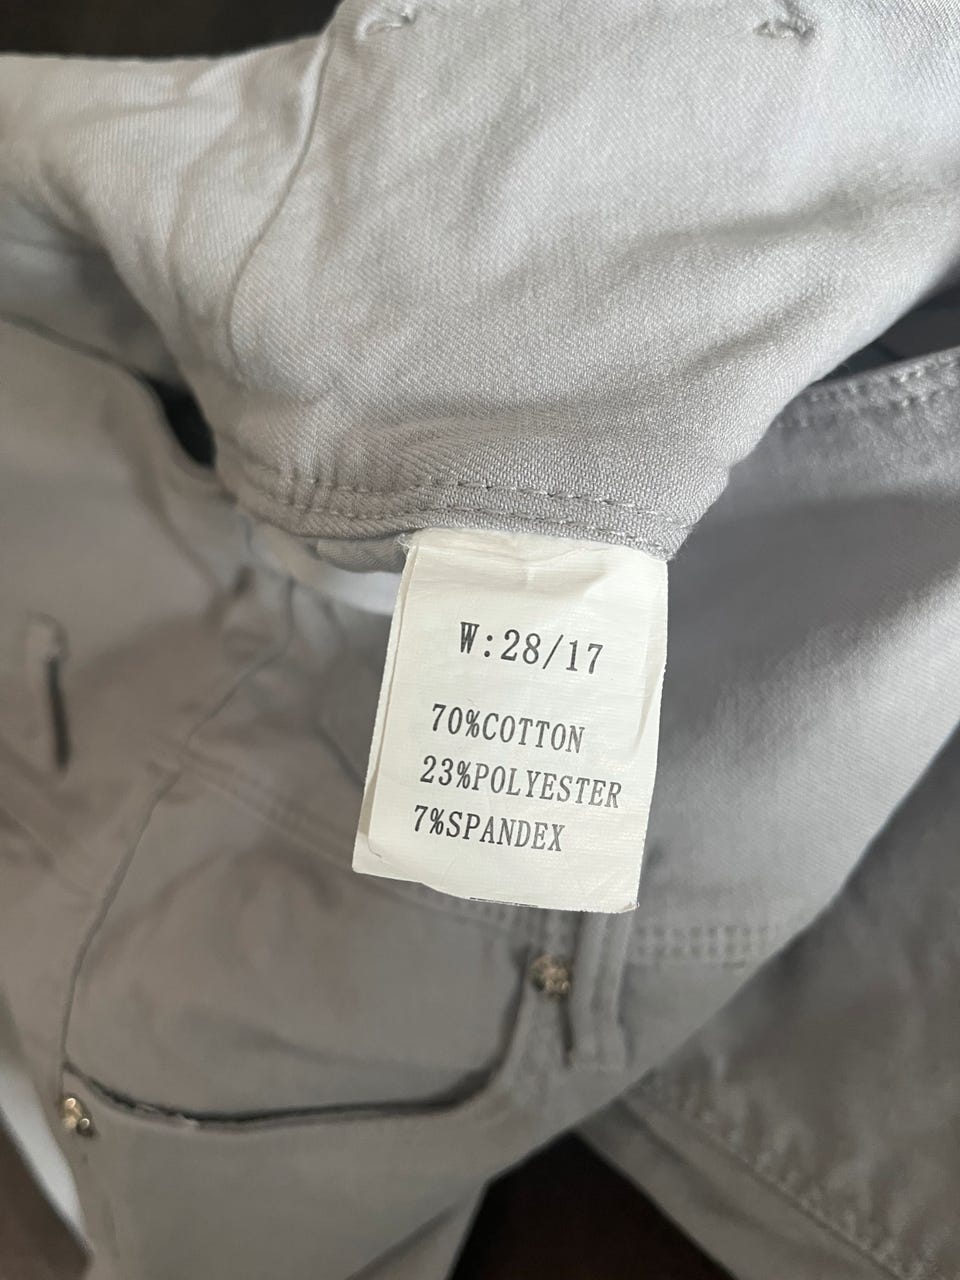 W:28/17
70%COTTON
23%POLYESTER
7%SPANDEX